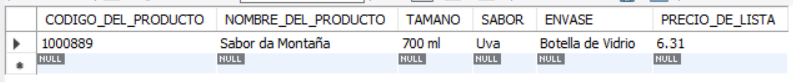 CODIGO_DEL_PRODUCTO NOMBRE_DEL_PRODUCTO TAMANO SABOR ENVASE PRECIO_DE_LISTA
1000889 Sabor da Montaña 700 ml Uva Botella de Vidrio 6.31
NULL NULL NULL NULL NULL NULL